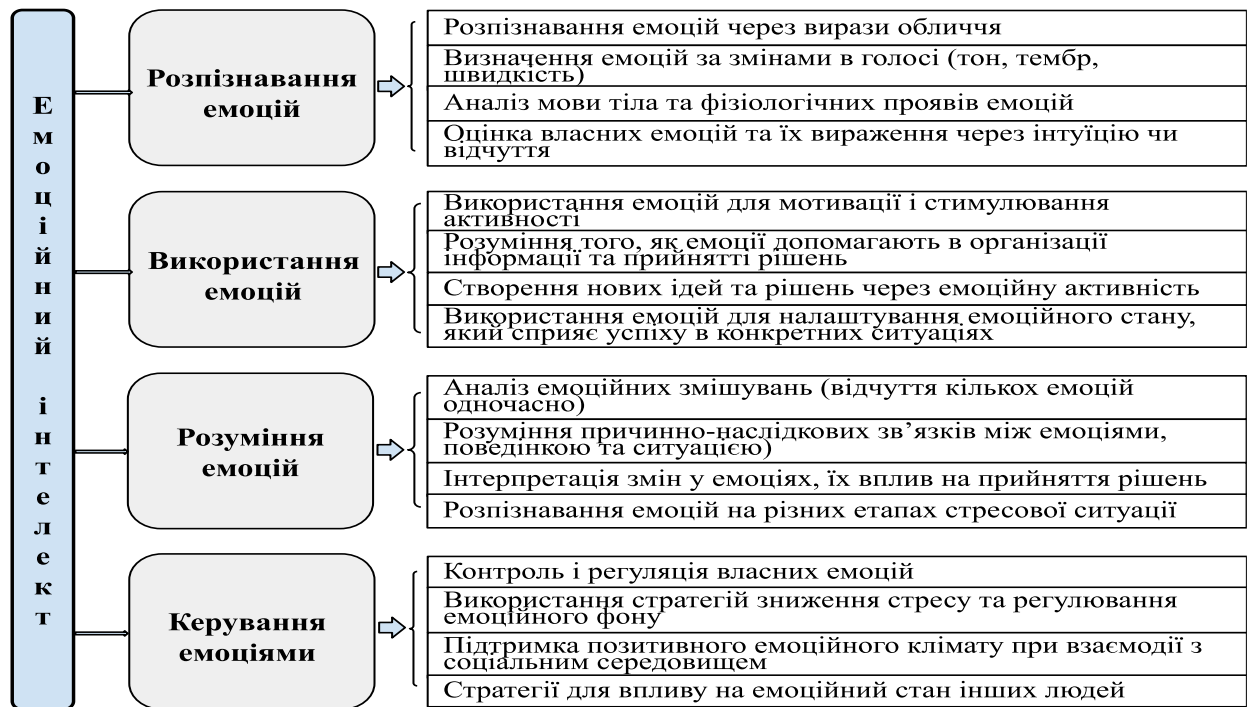 Емоційний інтелект
Розпізнавання
емоцій
Розпізнавання емоцій через вирази обличчя
Визначення емоцій за змінами в голосі (тон, тембр,
швидкість)
Аналіз мови тіла та фізіологічних проявів емоцій
Оцінка власних емоцій та їх вираження через інтуїцію чи
відчуття
Використання
емоцій
Використання емоцій для мотивації і стимулювання
активності
Розуміння того, як емоції допомагають в організації
інформації та прийнятті рішень
Створення нових ідей та рішень через емоційну активність
Використання емоцій для налаштування емоційного стану,
який сприяє успіху в конкретних ситуаціях
Розуміння
емоцій
Аналіз емоційних змішувань (відчуття кількох емоцій
одночасно)
Розуміння причинно-наслідкових зв’язків між емоціями,
поведінкою та ситуацією)
Інтерпретація змін у емоціях, їх вплив на прийняття рішень
Розпізнавання емоцій на різних етапах стресової ситуації
Керування
емоціями
Контроль і регуляція власних емоцій
Використання стратегій зниження стресу та регулювання
емоційного фону
Підтримка позитивного емоційного клімату при взаємодії з
соціальним середовищем
Стратегії для впливу на емоційний стан інших людей